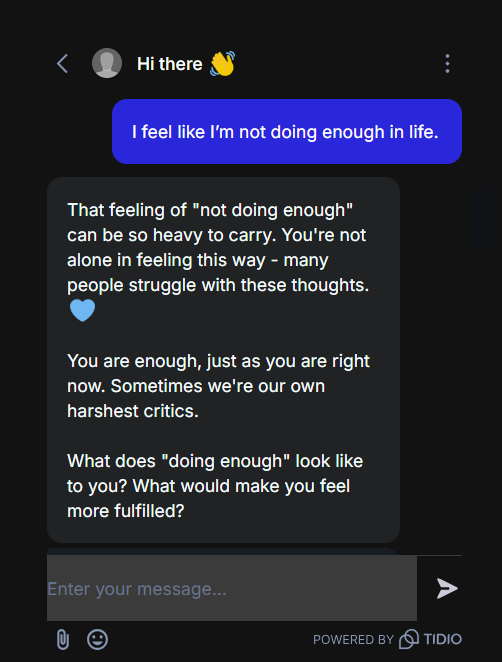 Hi there 👋
I feel like I’m not doing enough in life.
That feeling of "not doing enough"
can be so heavy to carry. You're not
alone in feeling this way - many
people struggle with these thoughts.
💙
You are enough, just as you are right
now. Sometimes we're our own
harshest critics.
What does "doing enough" look like
to you? What would make you feel
more fulfilled?
Enter your message...
POWERED BY TIDIO